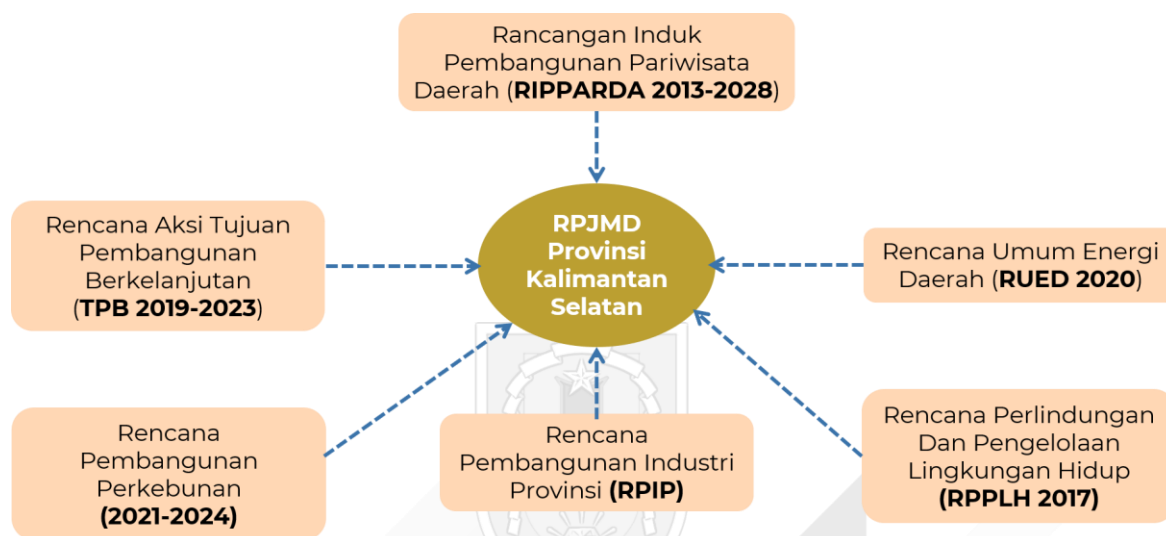 Rancangan Induk
Pembangunan Pariwisata
Daerah (RIPPARDA 2013-2028)
Rencana Aksi Tujuan
Pembangunan
Berkelanjutan
(TPB 2019-2023)
RPJMD
Provinsi
Kalimantan
Selatan
Rencana Umum Energi
Daerah (RUED 2020)
Rencana
Pembangunan
Perkebunan
(2021-2024)
Rencana
Pembangunan Industri
Provinsi (RPIP)
Rencana Perlindungan
Dan Pengelolaan
Lingkungan Hidup
(RPPLH 2017)